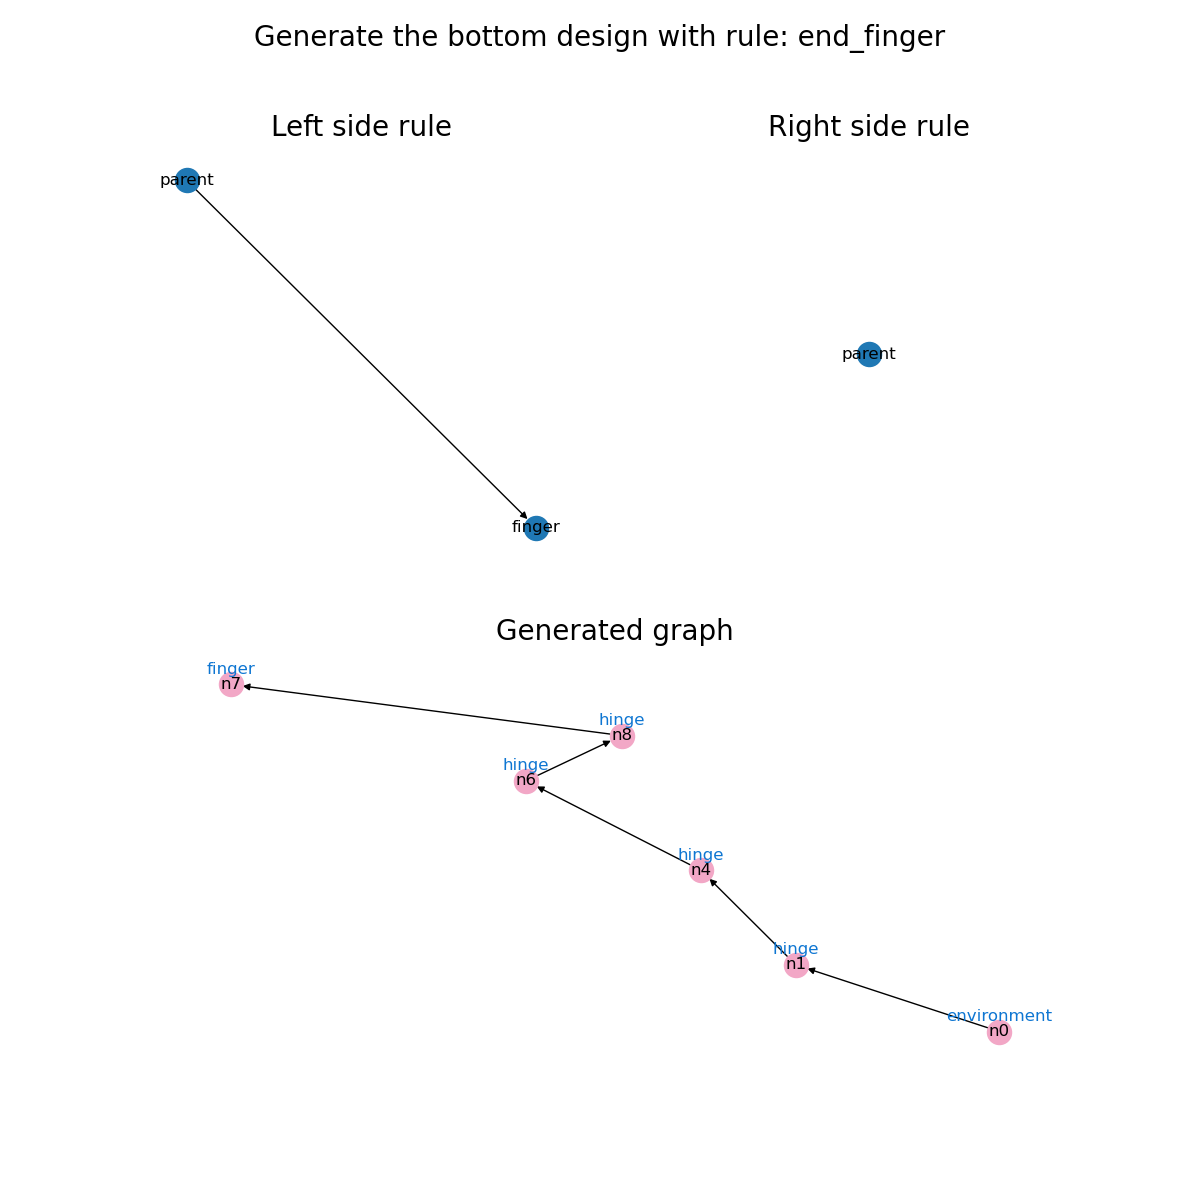 Generate the bottom design with rule: end_finger
Left side rule
Right side rule
parent
parent
finger
Generated graph
finger
n7
hinge
n8
hinge
n6
hinge
n4
hinge
n1
environment
n0